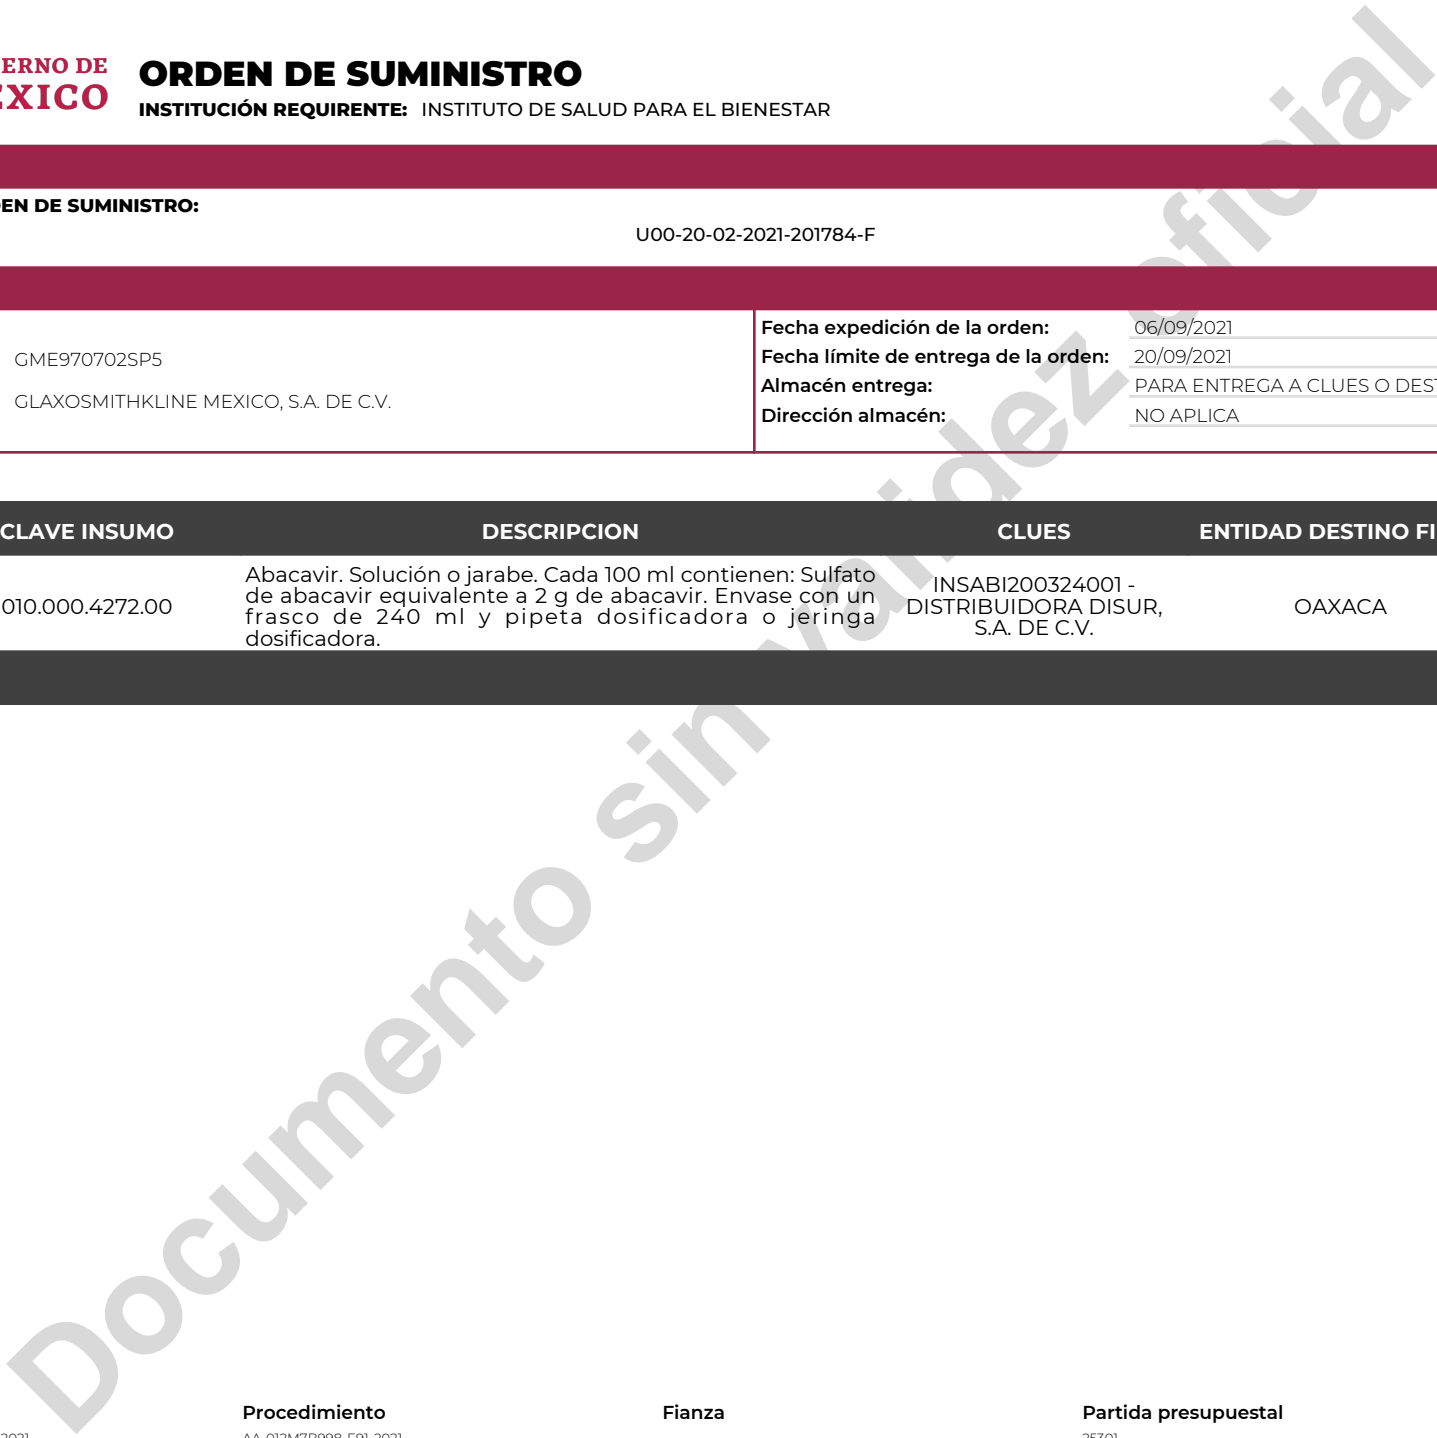 ERNO DE
EXICO
ORDEN DE SUMINISTRO
INSTITUCIÓN REQUIRENTE: INSTITUTO DE SALUD PARA EL BIENESTAR
EN DE SUMINISTRO:
U00-20-02-2021-201784-F
GME970702SP5
GLAXOSMITHKLINE MEXICO, S.A. DE C.V.
Fecha expedición de la orden: 06/09/2021
Fecha límite de entrega de la orden: 20/09/2021
Almacén entrega: PARA ENTREGA A CLUES O DEST
Dirección almacén: NO APLICA
CLAVE INSUMO DESCRIPCION CLUES ENTIDAD DESTINO FI
010.000.4272.00
Abacavir. Solución o jarabe. Cada 100 ml contienen: Sulfato
de abacavir equivalente a 2 g de abacavir. Envase con un
frasco de 240 ml y pipeta dosificadora o jeringa
dosificadora.
INSABI200324001 -
DISTRIBUIDORA DISUR,
S.A. DE C.V.
OAXACA
Documento sin validez oficial
Procedimiento Fianza Partida presupuestal